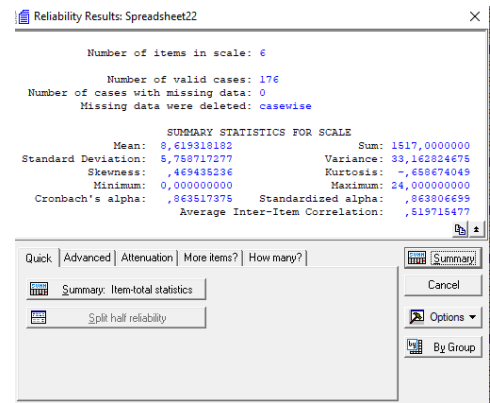 Reliability Results: Spreadsheet22
Number of items in scale: 6
Number of valid cases: 176
Number of cases with missing data: 0
Missing data were deleted: casewise
SUMMARY STATISTICS FOR SCALE
Mean: 8,619318182 Sum: 1517,0000000
Standard Deviation: 5,758717277 Variance: 33,162824675
Skewness: ,469435236 Kurtosis: -,658674049
Minimum: 0,000000000 Maximum: 24,000000000
Cronbach's alpha: ,863517375 Standardized alpha: ,863806699
Average Inter-Item Correlation: ,519715477
Quick Advanced Attenuation More items? How many?
Summary
Summary: Item-total statistics
Cancel
Split half reliability
Options
By Group